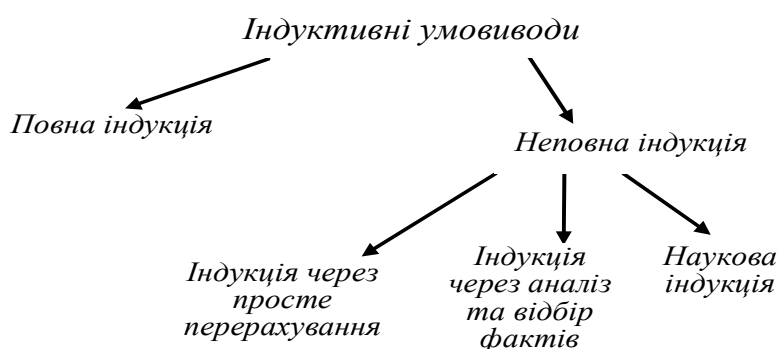 Індуктивні умовиводи
Повна індукція
Неповна індукція
Індукція через
просте
перерахування
Індукція
через аналіз
та відбір
фактів
Наукова
індукція